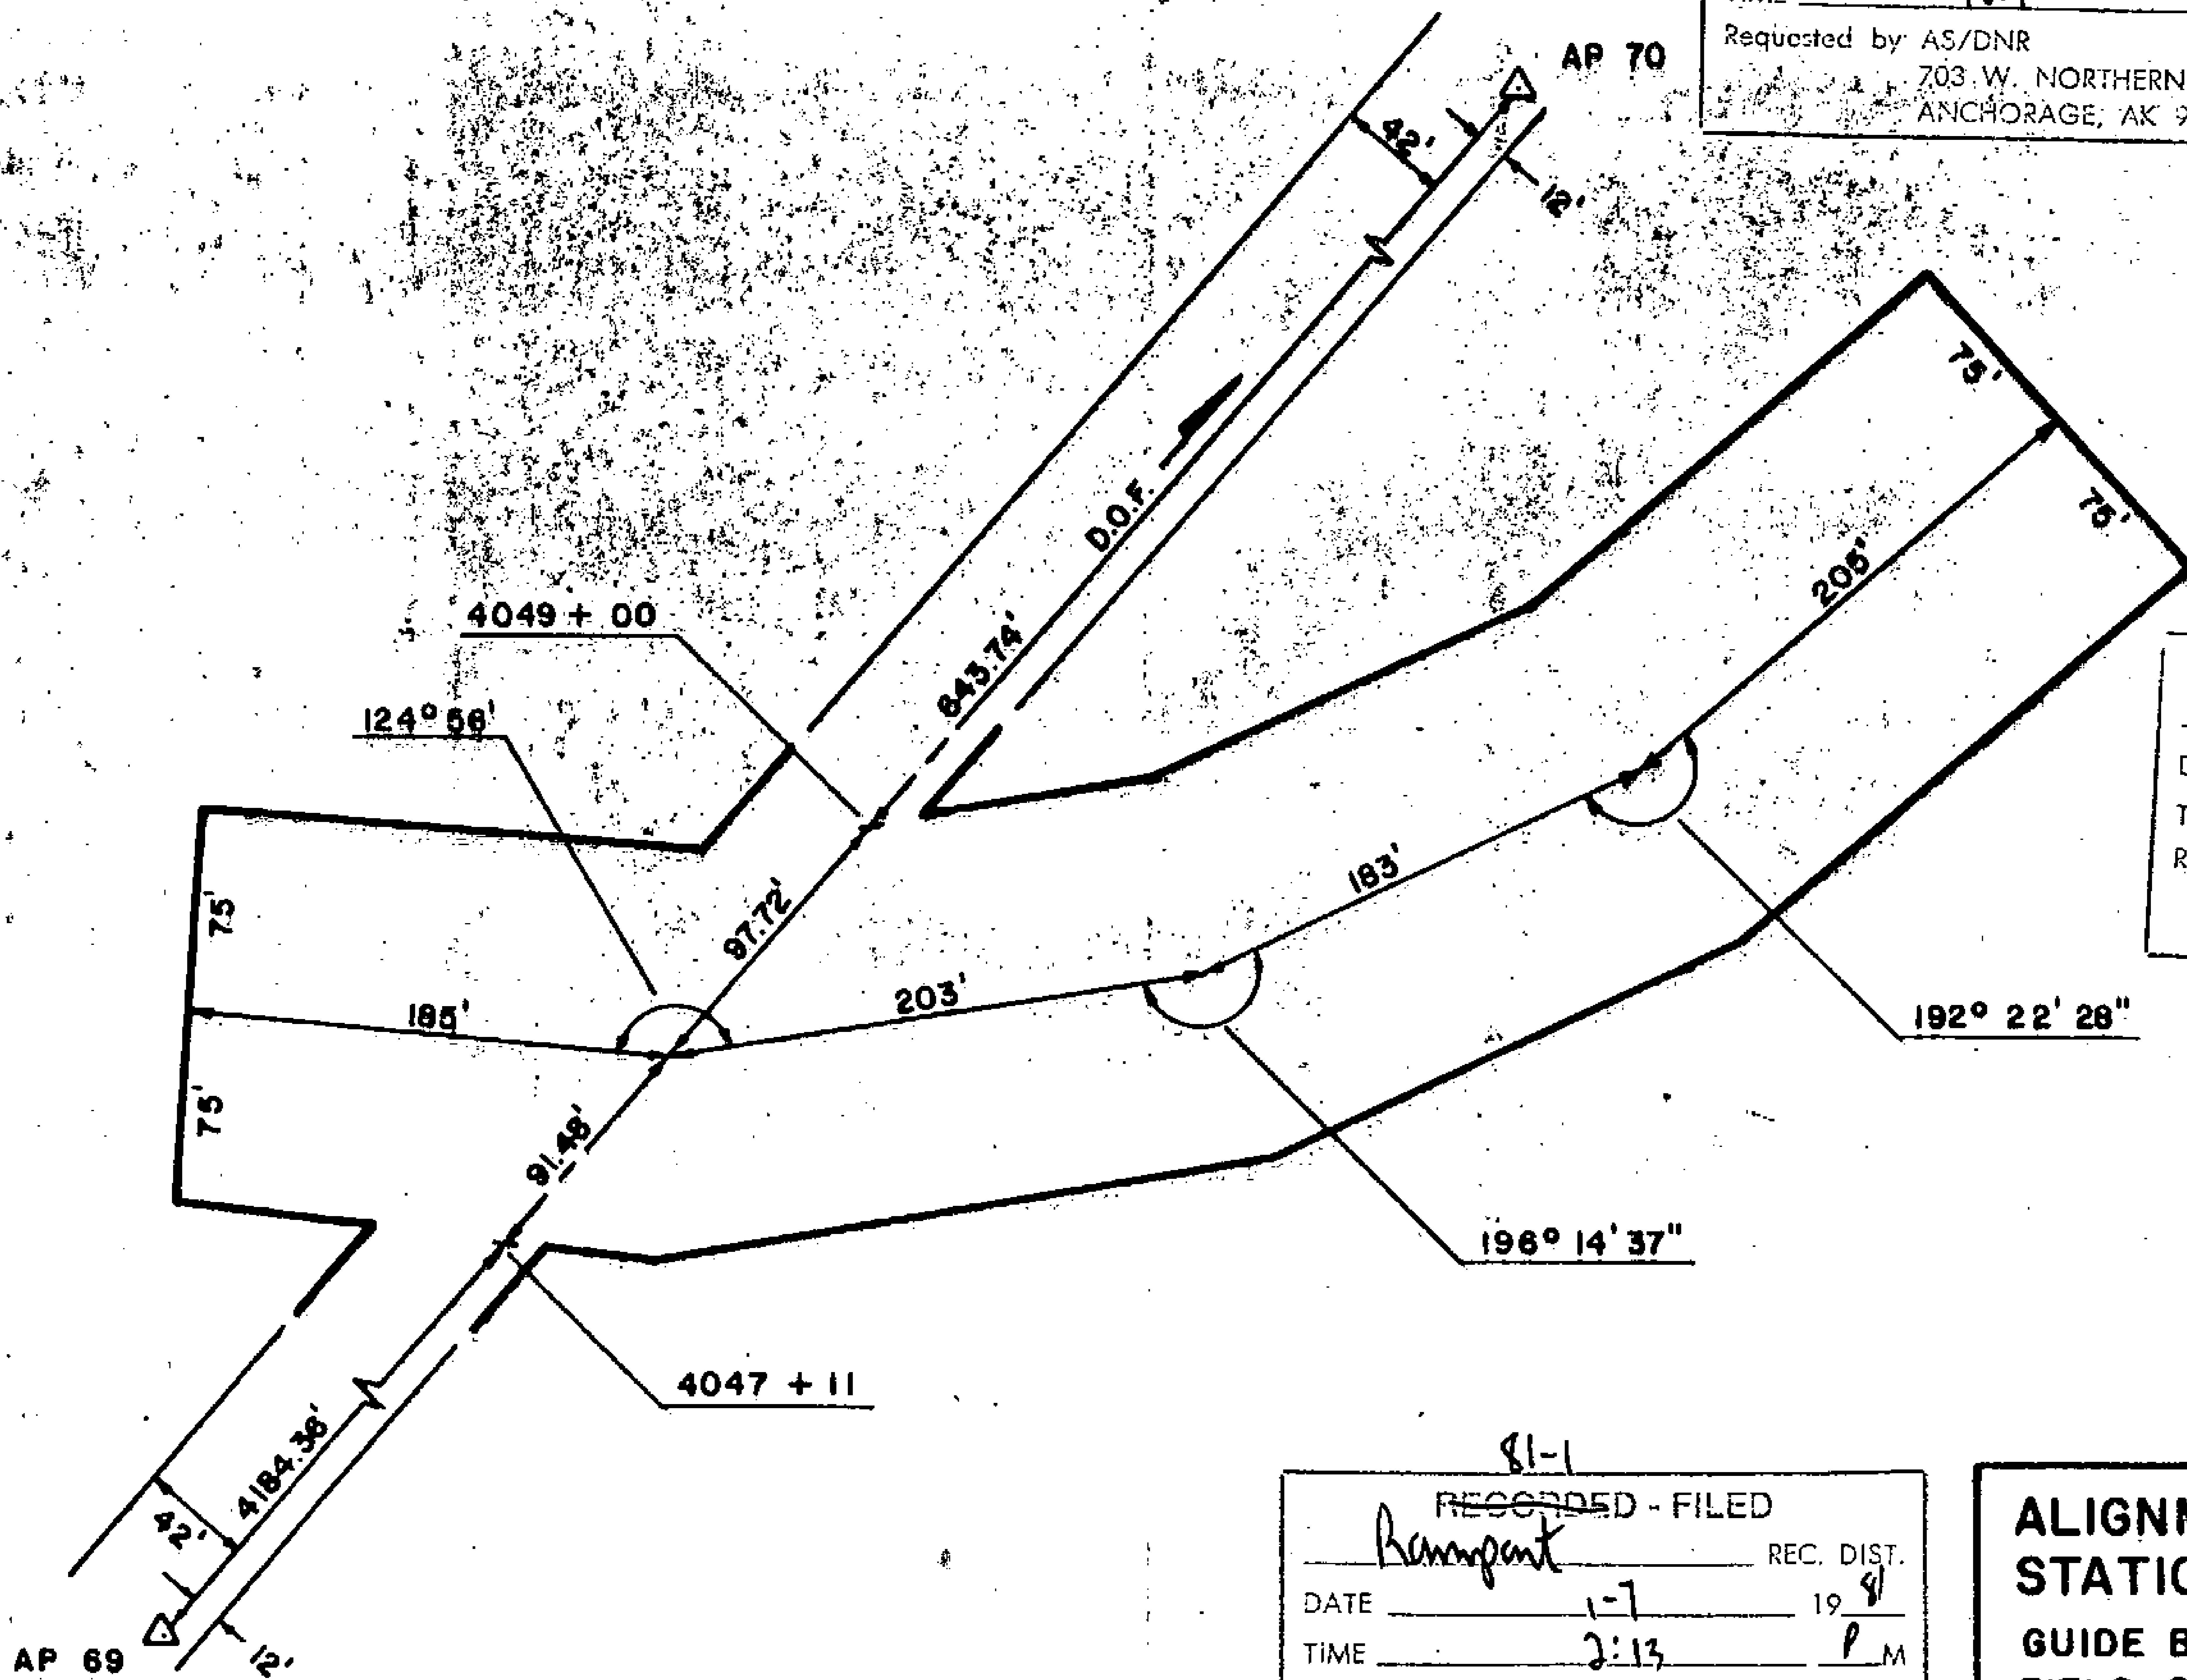 Requested by AS/DNR
703 W. NORTHERN
ANCHORAGE, AK 9
AP 70
42'
12'
75'
75'
D.O.F.
205'
4049 + 00
643.74'
124° 56'
183'
75'
97.72'
203'
185'
192° 22' 28"
75'
91.48'
196° 14' 37"
4047 + 11
4184.36'
42'
12'
AP 69
81-1
RECORDED - FILED
Rampart REC. DIST.
DATE 1-7 1981
TIME 2:13 P M
ALIGNM
STATIO
GUIDE B